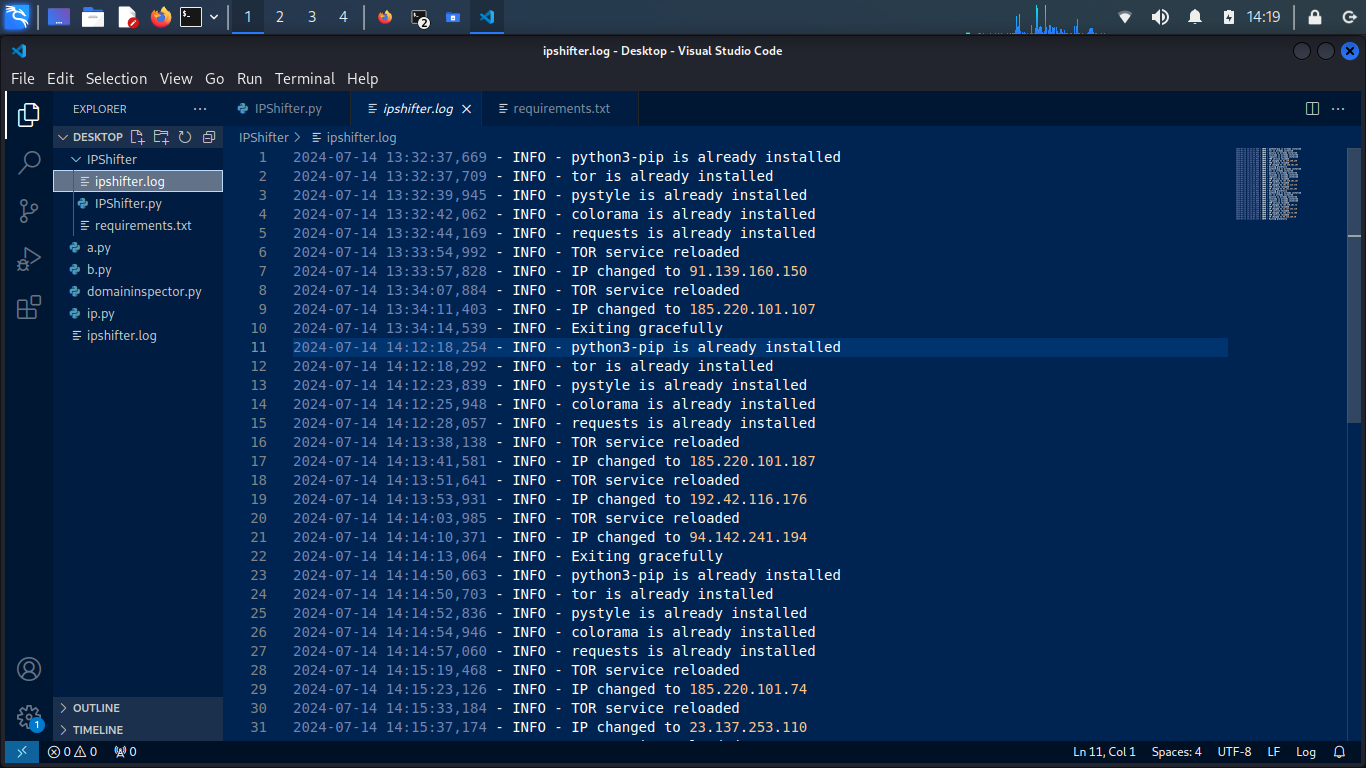 1 2 3 4 2 14:19
ipshifter.log - Desktop - Visual Studio Code
File Edit Selection View Go Run Terminal Help
EXPLORER ··· IPShifter.py ipshifter.log requirements.txt ···
DESKTOP
IPShifter > ipshifter.log
IPShifter
ipshifter.log
IPShifter.py
requirements.txt
a.py
b.py
domaininspector.py
ip.py
ipshifter.log
1 2024-07-14 13:32:37,669 - INFO - python3-pip is already installed
2 2024-07-14 13:32:37,709 - INFO - tor is already installed
3 2024-07-14 13:32:39,945 - INFO - pystyle is already installed
4 2024-07-14 13:32:42,062 - INFO - colorama is already installed
5 2024-07-14 13:32:44,169 - INFO - requests is already installed
6 2024-07-14 13:33:54,992 - INFO - TOR service reloaded
7 2024-07-14 13:33:57,828 - INFO - IP changed to 91.139.160.150
8 2024-07-14 13:34:07,884 - INFO - TOR service reloaded
9 2024-07-14 13:34:11,403 - INFO - IP changed to 185.220.101.107
10 2024-07-14 13:34:14,539 - INFO - Exiting gracefully
11 2024-07-14 14:12:18,254 - INFO - python3-pip is already installed
12 2024-07-14 14:12:18,292 - INFO - tor is already installed
13 2024-07-14 14:12:23,839 - INFO - pystyle is already installed
14 2024-07-14 14:12:25,948 - INFO - colorama is already installed
15 2024-07-14 14:12:28,057 - INFO - requests is already installed
16 2024-07-14 14:13:38,138 - INFO - TOR service reloaded
17 2024-07-14 14:13:41,581 - INFO - IP changed to 185.220.101.187
18 2024-07-14 14:13:51,641 - INFO - TOR service reloaded
19 2024-07-14 14:13:53,931 - INFO - IP changed to 192.42.116.176
20 2024-07-14 14:14:03,985 - INFO - TOR service reloaded
21 2024-07-14 14:14:10,371 - INFO - IP changed to 94.142.241.194
22 2024-07-14 14:14:13,064 - INFO - Exiting gracefully
23 2024-07-14 14:14:50,663 - INFO - python3-pip is already installed
24 2024-07-14 14:14:50,703 - INFO - tor is already installed
25 2024-07-14 14:14:52,836 - INFO - pystyle is already installed
26 2024-07-14 14:14:54,946 - INFO - colorama is already installed
27 2024-07-14 14:14:57,060 - INFO - requests is already installed
28 2024-07-14 14:15:19,468 - INFO - TOR service reloaded
29 2024-07-14 14:15:23,126 - INFO - IP changed to 185.220.101.74
30 2024-07-14 14:15:33,184 - INFO - TOR service reloaded
31 2024-07-14 14:15:37,174 - INFO - IP changed to 23.137.253.110
OUTLINE
TIMELINE
1
0 0 0 Ln 11, Col 1 Spaces: 4 UTF-8 LF Log